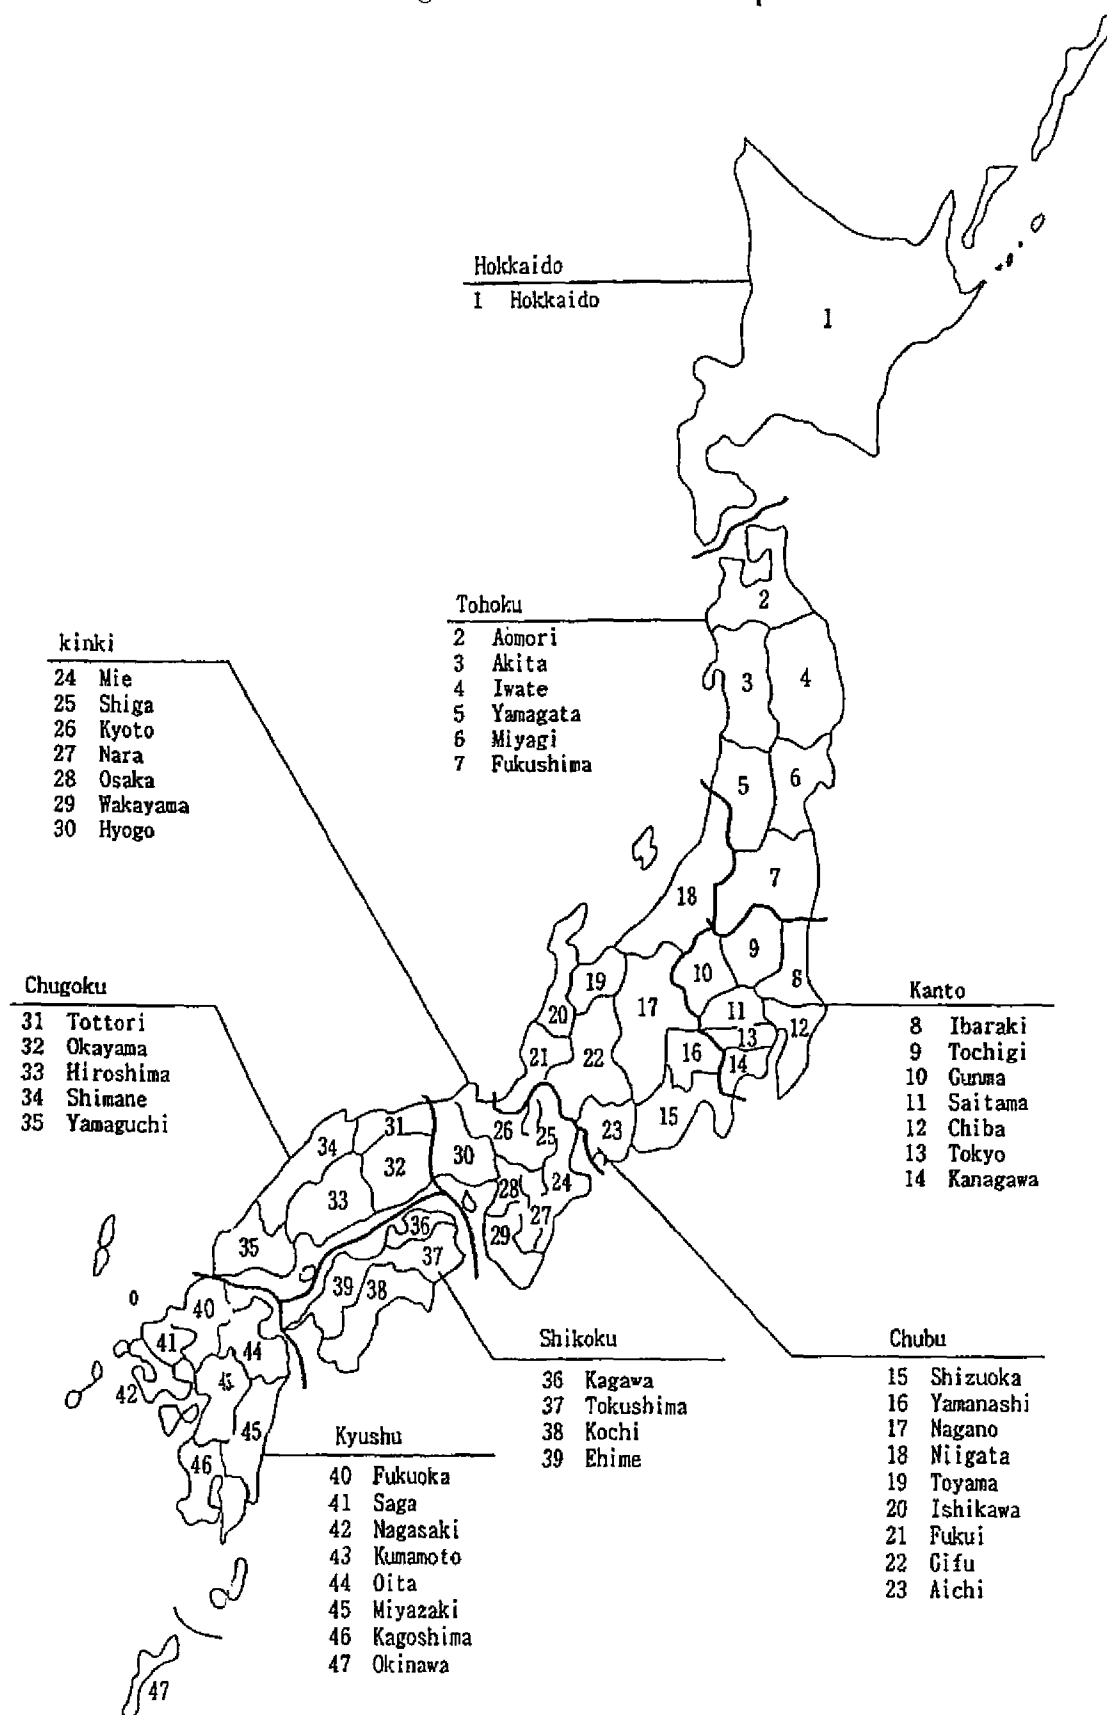 Hokkaido
1 Hokkaido
1
2
Tohoku
2 Aomori
3 Akita
4 Iwate
5 Yamagata
6 Miyagi
7 Fukushima
kinki
24 Mie
25 Shiga
26 Kyoto
27 Nara
28 Osaka
29 Wakayama
30 Hyogo
3
4
5
6
7
18
9
10
8
19
17
20
11
12
13
16
14
21
22
15
23
26
25
24
28
27
29
30
31
32
34
33
35
36
37
39
38
Chugoku
31 Tottori
32 Okayama
33 Hiroshima
34 Shimane
35 Yamaguchi
Kanto
8 Ibaraki
9 Tochigi
10 Gunma
11 Saitama
12 Chiba
13 Tokyo
14 Kanagawa
40
41
44
42
43
45
46
47
Shikoku
36 Kagawa
37 Tokushima
38 Kochi
39 Ehime
Chubu
15 Shizuoka
16 Yamanashi
17 Nagano
18 Niigata
19 Toyama
20 Ishikawa
21 Fukui
22 Gifu
23 Aichi
Kyushu
40 Fukuoka
41 Saga
42 Nagasaki
43 Kumamoto
44 Oita
45 Miyazaki
46 Kagoshima
47 Okinawa